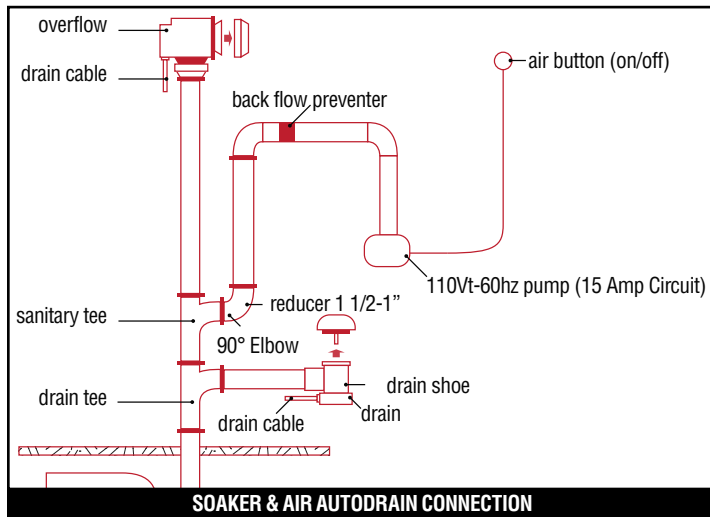 overflow
drain cable
back flow preventer
air button (on/off)
110Vt-60hz pump (15 Amp Circuit)
reducer 1 1/2-1”
sanitary tee
90° Elbow
drain shoe
drain tee
drain cable
drain
SOAKER & AIR AUTODRAIN CONNECTION